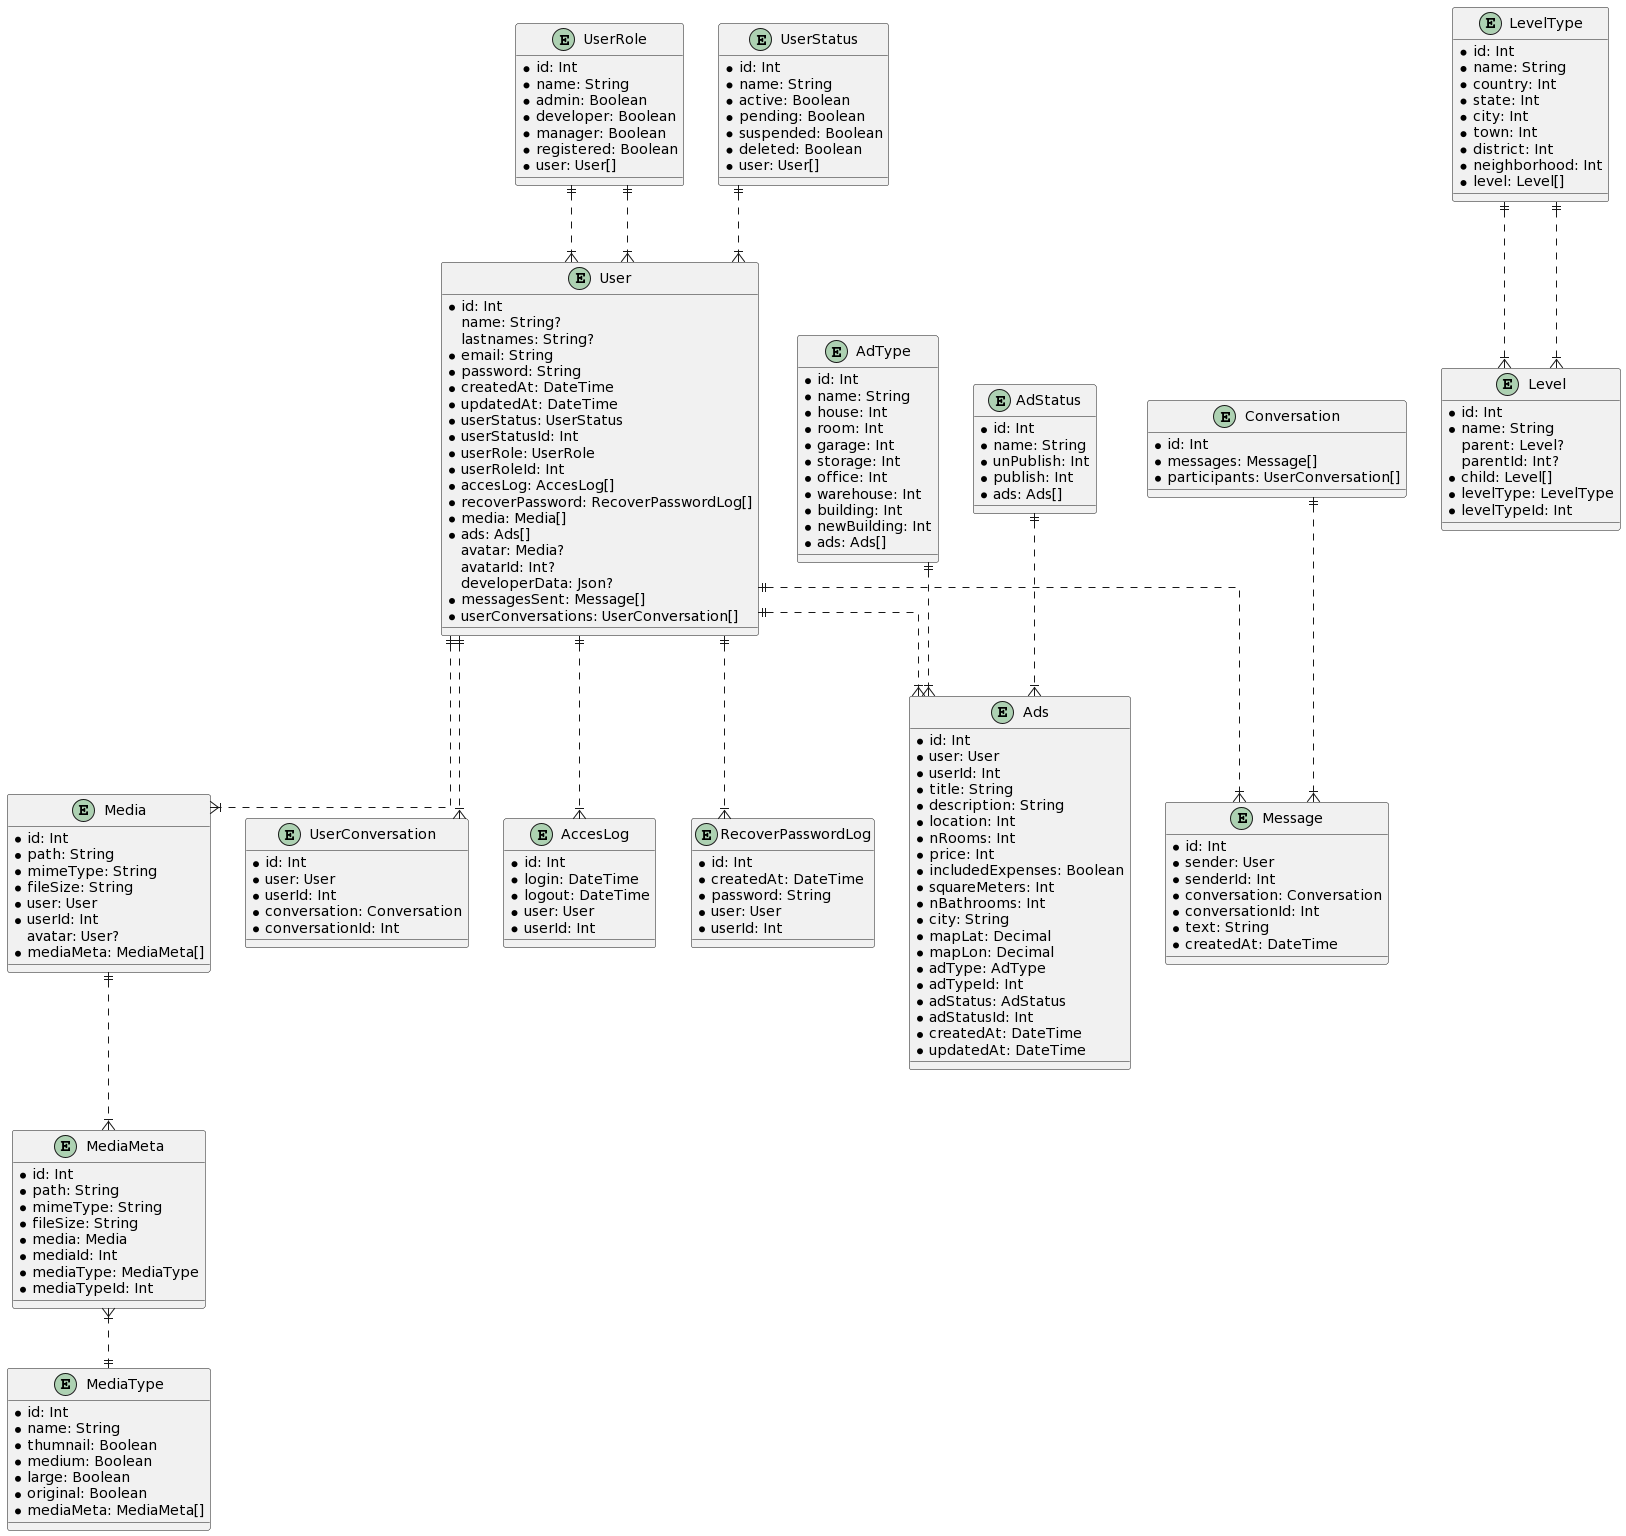 E UserRole
id: Int
name: String
admin: Boolean
developer: Boolean
manager: Boolean
registered: Boolean
user: User[]
E UserStatus
id: Int
name: String
active: Boolean
pending: Boolean
suspended: Boolean
deleted: Boolean
user: User[]
E LevelType
id: Int
name: String
country: Int
state: Int
city: Int
town: Int
district: Int
neighborhood: Int
level: Level[]
E User
id: Int
name: String?
lastnames: String?
email: String
password: String
createdAt: DateTime
updatedAt: DateTime
userStatus: UserStatus
userStatusId: Int
userRole: UserRole
userRoleId: Int
accesLog: AccesLog[]
recoverPassword: RecoverPasswordLog[]
media: Media[]
ads: Ads[]
avatar: Media?
avatarId: Int?
developerData: Json?
messagesSent: Message[]
userConversations: UserConversation[]
E AdType
id: Int
name: String
house: Int
room: Int
garage: Int
storage: Int
office: Int
warehouse: Int
building: Int
newBuilding: Int
ads: Ads[]
E AdStatus
id: Int
name: String
unPublish: Int
publish: Int
ads: Ads[]
E Conversation
id: Int
messages: Message[]
participants: UserConversation[]
E Level
id: Int
name: String
parent: Level?
parentId: Int?
child: Level[]
levelType: LevelType
levelTypeId: Int
E Media
id: Int
path: String
mimeType: String
fileSize: String
user: User
userId: Int
avatar: User?
mediaMeta: MediaMeta[]
E UserConversation
id: Int
user: User
userId: Int
conversation: Conversation
conversationId: Int
E AccesLog
id: Int
login: DateTime
logout: DateTime
user: User
userId: Int
E RecoverPasswordLog
id: Int
createdAt: DateTime
password: String
user: User
userId: Int
E Ads
id: Int
user: User
userId: Int
title: String
description: String
location: Int
nRooms: Int
price: Int
includedExpenses: Boolean
squareMeters: Int
nBathrooms: Int
city: String
mapLat: Decimal
mapLon: Decimal
adType: AdType
adTypeId: Int
adStatus: AdStatus
adStatusId: Int
createdAt: DateTime
updatedAt: DateTime
E Message
id: Int
sender: User
senderId: Int
conversation: Conversation
conversationId: Int
text: String
createdAt: DateTime
E MediaMeta
id: Int
path: String
mimeType: String
fileSize: String
media: Media
mediaId: Int
mediaType: MediaType
mediaTypeId: Int
E MediaType
id: Int
name: String
thumnail: Boolean
medium: Boolean
large: Boolean
original: Boolean
mediaMeta: MediaMeta[]